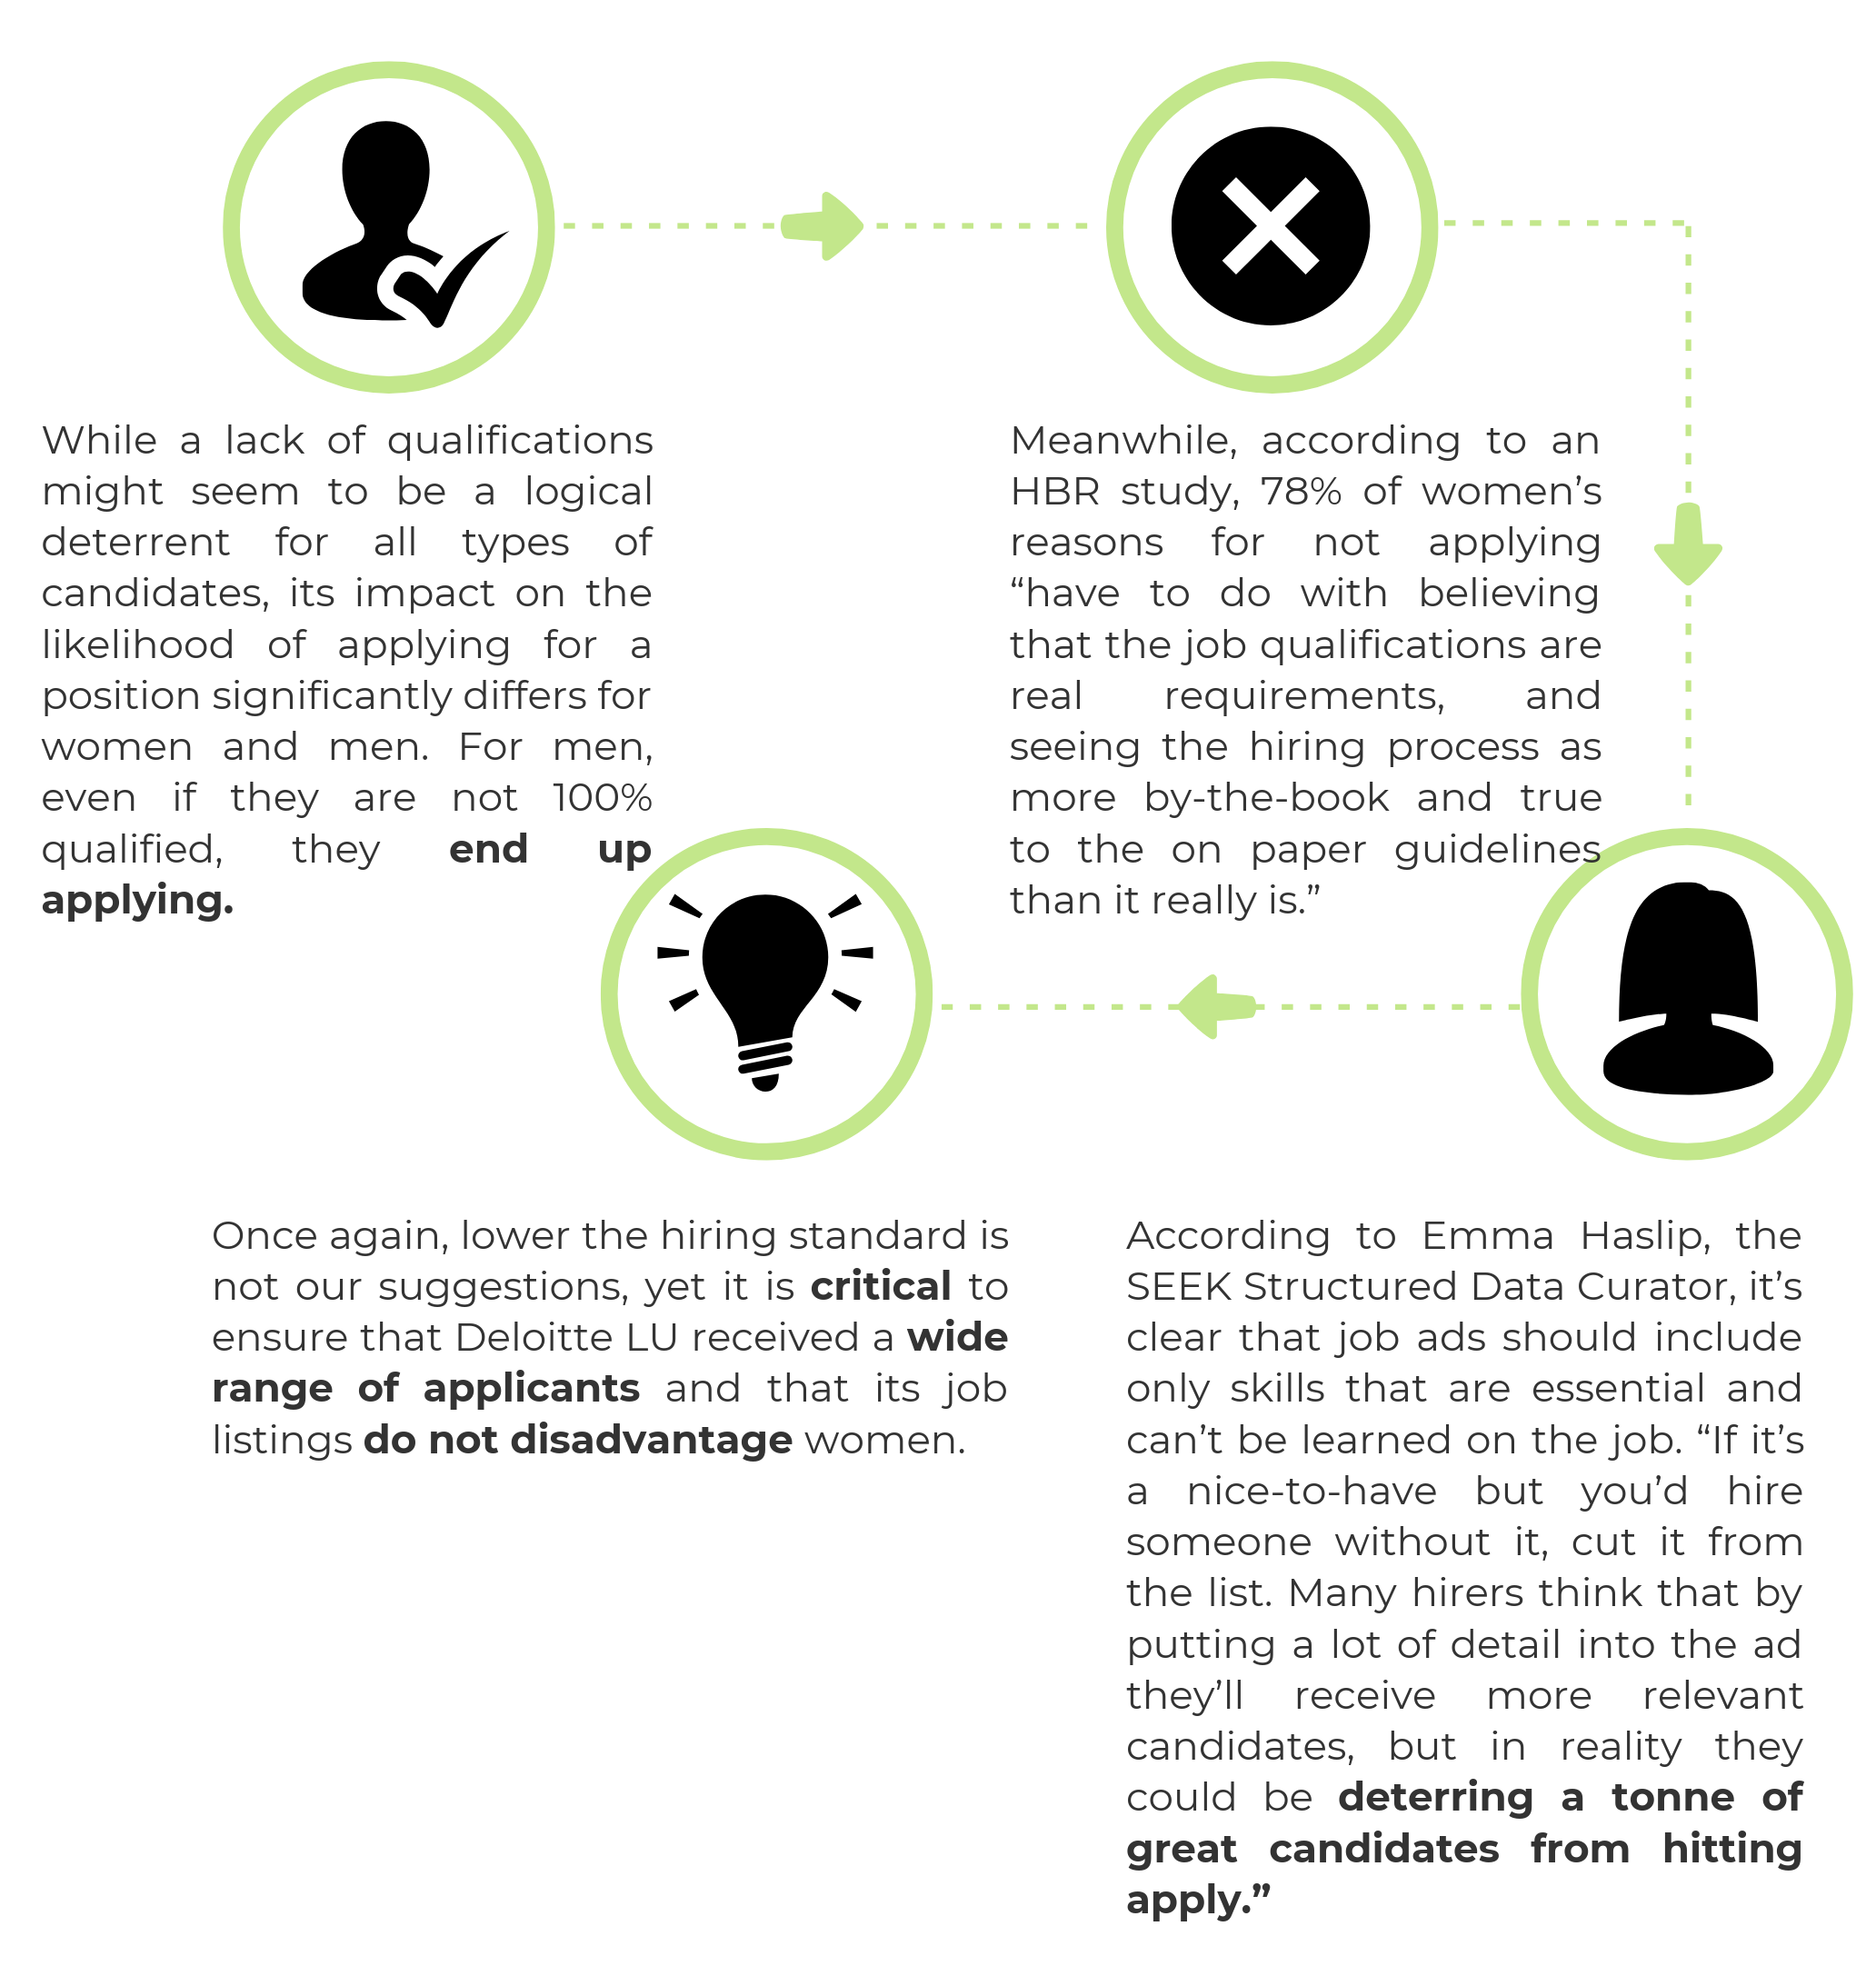 While a lack of qualifications
might seem to be a logical
deterrent for all types of
candidates, its impact on the
likelihood of applying for a
position significantly differs for
women and men. For men,
even if they are not 100%
qualified, they end up
applying.
Meanwhile, according to an
HBR study, 78% of women’s
reasons for not applying
“have to do with believing
that the job qualifications are
real requirements, and
seeing the hiring process as
more by-the-book and true
to the on paper guidelines
than it really is.”
According to Emma Haslip, the
SEEK Structured Data Curator, it’s
clear that job ads should include
only skills that are essential and
can’t be learned on the job. “If it’s
a nice-to-have but you’d hire
someone without it, cut it from
the list. Many hirers think that by
putting a lot of detail into the ad
they’ll receive more relevant
candidates, but in reality they
could be deterring a tonne of
great candidates from hitting
apply.”
Once again, lower the hiring standard is
not our suggestions, yet it is critical to
ensure that Deloitte LU received a wide
range of applicants and that its job
listings do not disadvantage women.